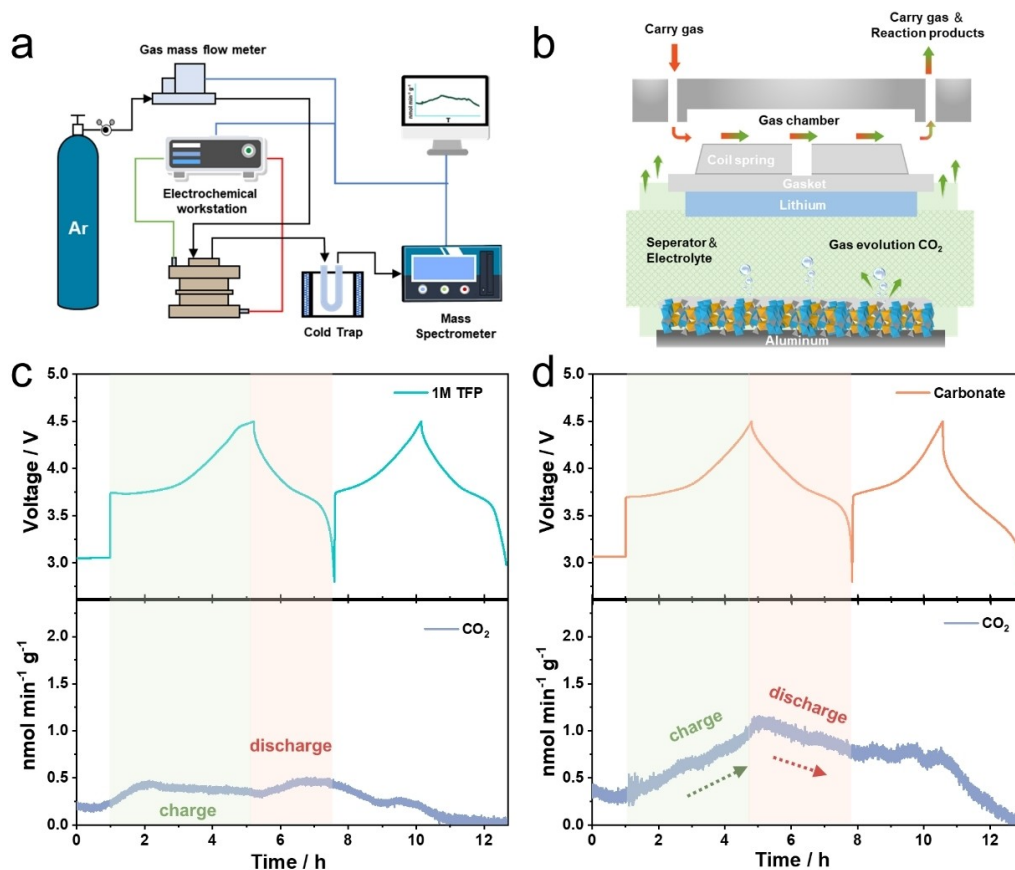 a
Gas mass flow meter
nmol min⁻¹ g⁻¹
T
Electrochemical
workstation
Ar
Cold Trap
Mass
Spectrometer
b
Carry gas
Carry gas &
Reaction products
Gas chamber
Coil spring
Gasket
Lithium
Seperator &
Electrolyte
Gas evolution CO₂
Aluminum
c
1M TFP
Voltage / V
5.0
4.5
4.0
3.5
3.0
CO₂
nmol min⁻¹ g⁻¹
2.0
1.5
1.0
0.5
0.0
discharge
charge
0 2 4 6 8 10 12
Time / h
d
Carbonate
Voltage / V
5.0
4.5
4.0
3.5
3.0
CO₂
nmol min⁻¹ g⁻¹
2.0
1.5
1.0
0.5
0.0
charge
discharge
0 2 4 6 8 10 12
Time / h